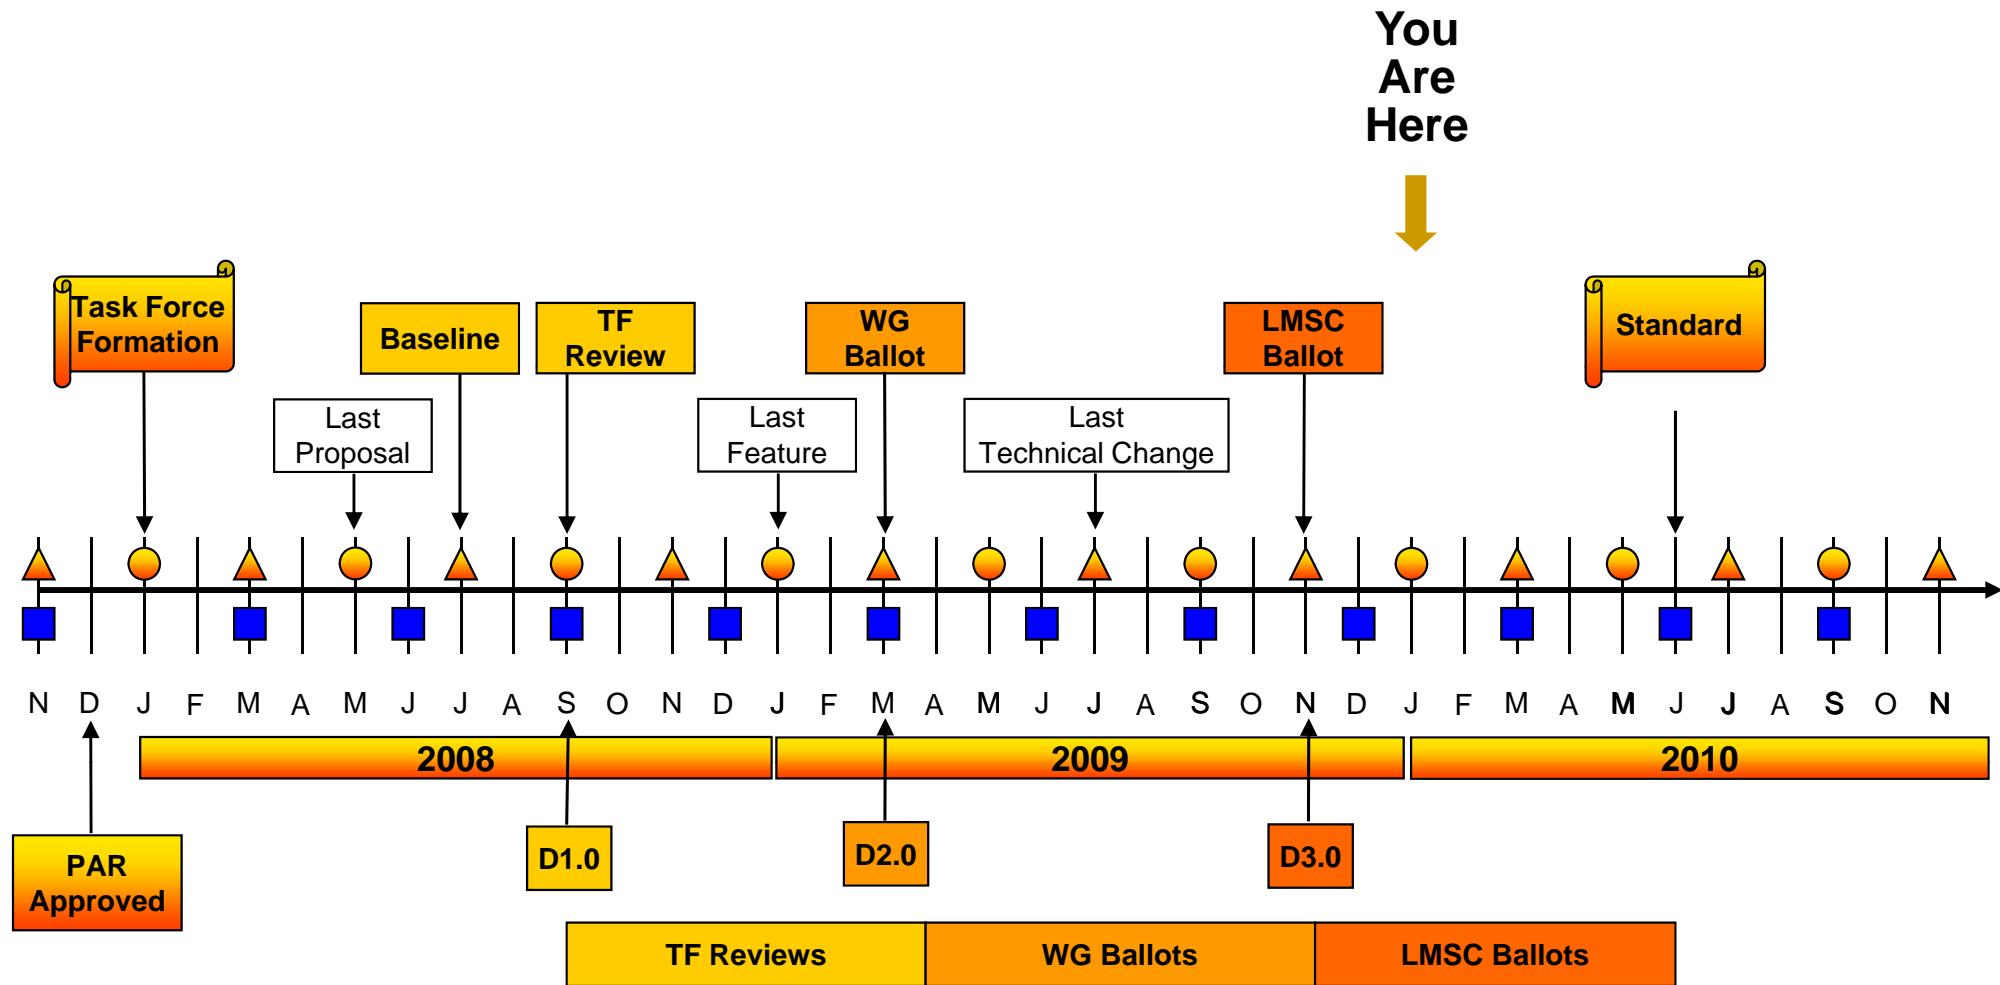 You
Are
Here
Task Force
Formation
Baseline
TF
Review
WG
Ballot
LMSC
Ballot
Standard
Last
Proposal
Last
Feature
Last
Technical Change
N D J F M A M J J A S O N D J F M A M J J A S O N D J F M A M J J A S O N
2008 2009 2010
PAR
Approved
D1.0
D2.0
D3.0
TF Reviews WG Ballots LMSC Ballots